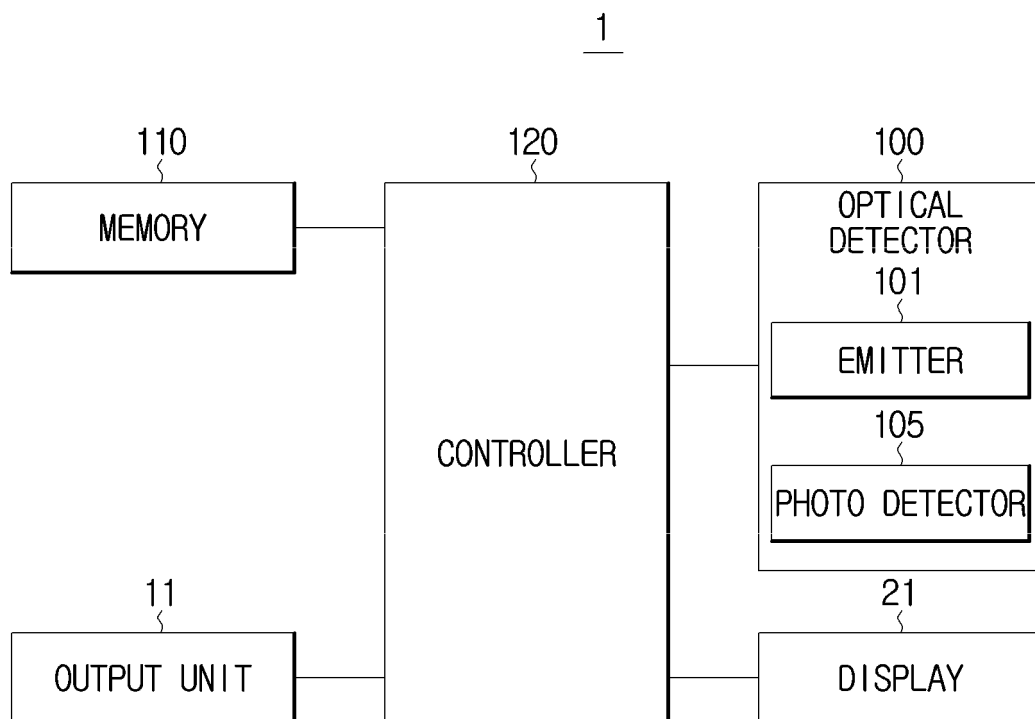 1
110
120
100
MEMORY
OPTICAL
DETECTOR
101
EMITTER
105
CONTROLLER
PHOTO DETECTOR
11
21
OUTPUT UNIT
DISPLAY